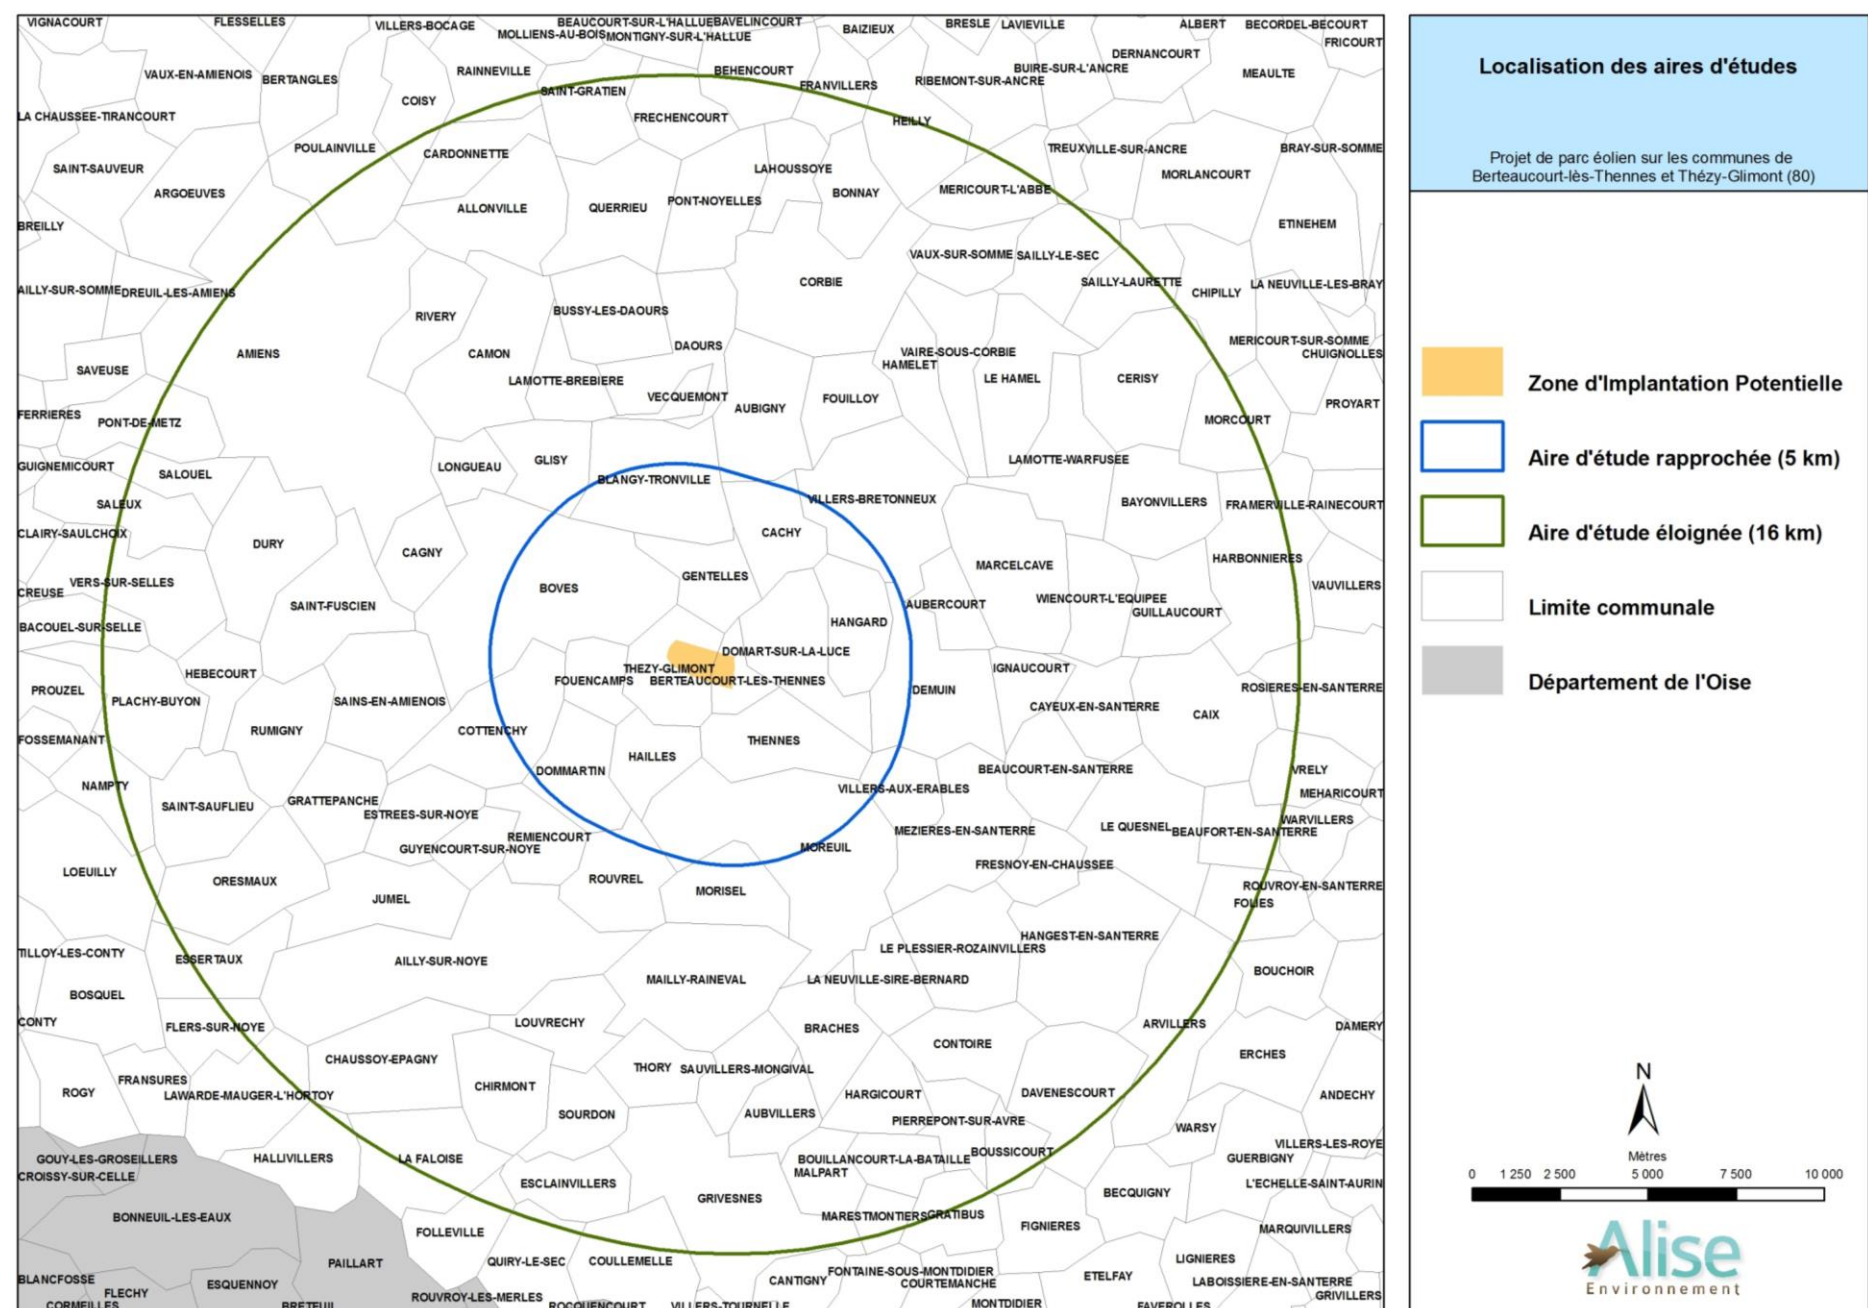 VIGNACOURT
FLESSELLES
VILLERS-BOCAGE
BEAUCOURT-SUR-L'HALLUE
BAVELINCOURT
MOLLIENS-AU-BOIS
MONTIGNY-SUR-L'HALLUE
BAIZIEUX
BRESLE
LAVIEVILLE
ALBERT
BECORDEL-BECOURT
FRICOURT
VAUX-EN-AMIENOIS
BERTANGLES
RAINNEVILLE
BEHENCOURT
DERNANCOURT
BUIRE-SUR-L'ANCRE
MEAULTE
COISY
SAINT-GRATIEN
FRANVILLERS
RIBEMONT-SUR-ANCRE
LA CHAUSSEE-TIRANCOURT
FRECHENCOURT
HEILLY
POULAINVILLE
CARDONNETTE
TREUX
VILLE-SUR-ANCRE
BRAY-SUR-SOMME
SAINT-SAUVEUR
LAHOUSSOYE
MORLANCOURT
ARGOEUVES
ALLONVILLE
QUERRIEU
PONT-NOYELLES
BONNAY
MERICOURT-L'ABBE
BREILLY
ETINEHEM
VAUX-SUR-SOMME
SAILLY-LE-SEC
AILLY-SUR-SOMME
DREUIL-LES-AMIENS
CORBIE
SAILLY-LAURETTE
CHIPILLY
LA NEUVILLE-LES-BRAY
RIVERY
BUSSY-LES-DAOURS
SAVEUSE
AMIENS
CAMON
DAOURS
VAIRE-SOUS-CORBIE
HAMELET
MERICOURT-SUR-SOMME
CHUIGNOLLES
LAMOTTE-BREBIERE
VECQUEMONT
AUBIGNY
FOUILLOY
LE HAMEL
CERISY
FERRIERES
PONT-DE-METZ
MORCOURT
PROYART
GUIGNEMICOURT
SALOUEL
LONGUEAU
GLISY
BLANGY-TRONVILLE
LAMOTTE-WARFUSEE
SALEUX
VILLERS-BRETONNEUX
BAYONVILLERS
FRAMERVILLE-RAINECOURT
CLAIRY-SAULCHOIX
DURY
CAGNY
CACHY
MARCELCAVE
HARBONNIERES
VERS-SUR-SELLES
CREUSE
BOVES
GENTELLES
VAUVILLERS
SAINT-FUSCIEN
AUBERCOURT
WIENCOURT-L'EQUIPEE
GUILLAUCOURT
BACOUEL-SUR-SELLE
HANGARD
DOMART-SUR-LA-LUCE
HEBECOURT
THEZY-GLIMONT
FOUENCAMPS
BERTEAUCOURT-LES-THENNES
IGNAUCOURT
PROUZEL
PLACHY-BUYON
SAINS-EN-AMIENOIS
DEMUIN
ROSIERES-EN-SANTERRE
CAYEUX-EN-SANTERRE
CAIX
FOSSEMANANT
RUMIGNY
COTTENCHY
HAILLES
THENNES
NAMPTY
DOMMARTIN
BEAUCOURT-EN-SANTERRE
VRELY
SAINT-SAUFLIEU
GRATTEPANCHE
ESTREES-SUR-NOYE
VILLERS-AUX-ERABLES
MEHARICOURT
REMIENCOURT
GUYENCOURT-SUR-NOYE
MOREUIL
MEZIERES-EN-SANTERRE
LE QUESNEL
BEAUFORT-EN-SANTERRE
WARVILLERS
LOEUILLY
ORESMAUX
JUMEL
ROUVREL
MORISEL
FRESNOY-EN-CHAUSSEE
ROUVROY-EN-SANTERRE
FOLIES
TILLOY-LES-CONTY
ESSERTAUX
AILLY-SUR-NOYE
LE PLESSIER-ROZAINVILLERS
HANGEST-EN-SANTERRE
BOSQUEL
MAILLY-RAINEVAL
LA NEUVILLE-SIRE-BERNARD
BOUCHOIR
CONTY
FLERS-SUR-NOYE
LOUVRECHY
BRACHES
ARVILLERS
DAMERY
CHAUSSOY-EPAGNY
CONTOIRE
ERCHES
ROGY
FRANSURES
LAWARDE-MAUGER-L'HORTOY
CHIRMONT
THORY
SAUVILLERS-MONGIVAL
HARGICOURT
DAVENESCOURT
ANDECHY
SOURDON
AUBVILLERS
PIERREPONT-SUR-AVRE
WARSY
GOUY-LES-GROSEILLERS
CROISSY-SUR-CELLE
HALLIVILLERS
LA FALOISE
BOUILLANCOURT-LA-BATAILLE
MALPART
BOUSSICOURT
VILLERS-LES-ROYE
GUERBIGNY
ESCLAINVILLERS
GRIVESNES
BECQUIGNY
L'ECHELLE-SAINT-AURIN
BONNEUIL-LES-EAUX
FOLLEVILLE
MARESTMONTIERS
GRATIBUS
FIGNIERES
MARQUIVILLERS
PAILLART
QUIRY-LE-SEC
COULLEMELLE
CANTIGNY
FONTAINE-SOUS-MONTDIDIER
COURTEMANCHE
ETELFAY
LIGNIERES
LABOISSIERE-EN-SANTERRE
BLANCFOSSE
FLECHY
ESQUENNOY
ROUVROY-LES-MERLES
GRIVILLERS
CORMEILLES
BRETEUIL
ROCQUENCOURT
VILLERS-TOURNELLE
MONTDIDIER
FAVEROLLES
Localisation des aires d'études
Projet de parc éolien sur les communes de
Berteaucourt-lès-Thennes et Thézy-Glimont (80)
Zone d'Implantation Potentielle
Aire d'étude rapprochée (5 km)
Aire d'étude éloignée (16 km)
Limite communale
Département de l'Oise
N
Mètres
0 1 250 2 500 5 000 7 500 10 000
Alise
Environnement